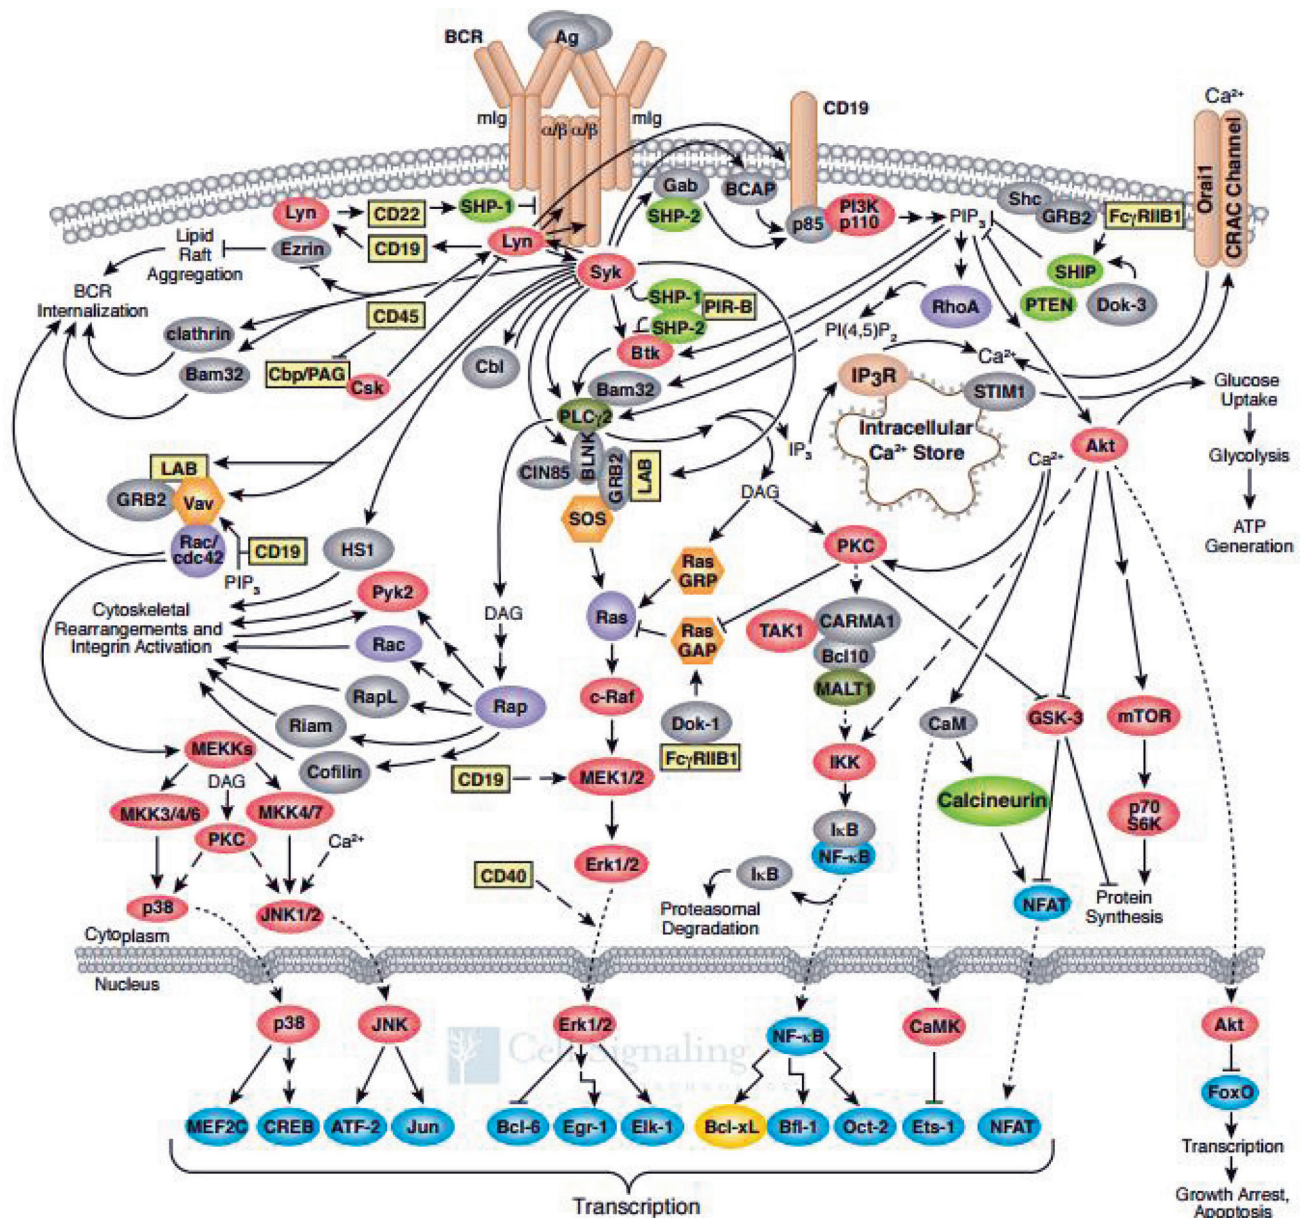 BCR
Ag
mIg
α/β α/β
mIg
CD19
Ca²⁺
Orai1
CRAC Channel
Lyn
CD22
SHP-1
Gab
SHP-2
BCAP
p85
PI3K
p110
PIP₃
Shc
GRB2
FcγRIIB1
Lipid
Raft
Aggregation
Ezrin
CD19
Lyn
Syk
SHIP
PTEN
Dok-3
RhoA
BCR
Internalization
clathrin
CD45
SHP-1
PIR-B
SHP-2
Btk
PI(4,5)P₂
Ca²⁺
Bam32
Cbp/PAG
Csk
Cbl
Bam32
IP₃R
STIM1
Glucose
Uptake
PLCγ2
Intracellular
Ca²⁺ Store
Akt
Ca²⁺
IP₃
Glycolysis
LAB
GRB2
Vav
CIN85
BLNK
GRB2
LAB
DAG
SOS
ATP
Generation
Rac/
cdc42
CD19
PIP₃
HS1
PKC
Ras
GRP
Pyk2
Cytoskeletal
Rearrangements and
Integrin Activation
DAG
Ras
Ras
GAP
TAK1
CARMA1
Bcl10
MALT1
Rac
RapL
Rap
c-Raf
Dok-1
FcγRIIB1
Riam
CaM
GSK-3
mTOR
MEKKs
Cofilin
CD19
MEK1/2
IKK
DAG
MKK3/4/6
MKK4/7
PKC
Ca²⁺
Calcineurin
p70
S6K
IκB
NF-κB
Erk1/2
CD40
IκB
p38
JNK1/2
Proteasomal
Degradation
NFAT
Protein
Synthesis
Cytoplasm
Nucleus
p38
JNK
Erk1/2
NF-κB
CaMK
Akt
Cell Signaling
TECHNOLOGY
FoxO
MEF2C
CREB
ATF-2
Jun
Bcl-6
Egr-1
Elk-1
Bcl-xL
Bfl-1
Oct-2
Ets-1
NFAT
Transcription
Growth Arrest,
Apoptosis
Transcription